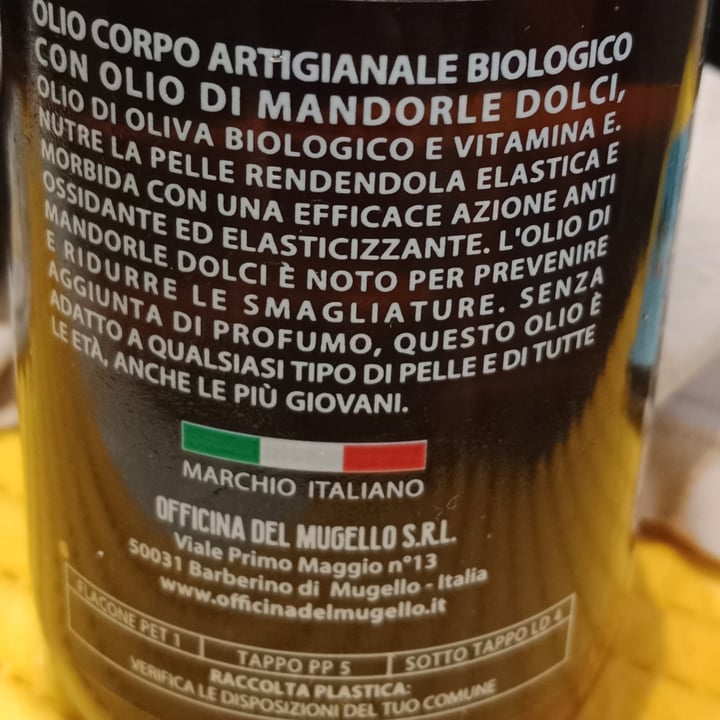 OLIO CORPO ARTIGIANALE BIOLOGICO
CON OLIO DI MANDORLE DOLCI,
OLIO DI OLIVA BIOLOGICO E VITAMINA E.
NUTRE LA PELLE RENDENDOLA ELASTICA E
MORBIDA CON UNA EFFICACE AZIONE ANTI
OSSIDANTE ED ELASTICIZZANTE. L'OLIO DI
MANDORLE DOLCI È NOTO PER PREVENIRE
E RIDURRE LE SMAGLIATURE. SENZA
AGGIUNTA DI PROFUMO, QUESTO OLIO È
ADATTO A QUALSIASI TIPO DI PELLE E DI TUTTE
LE ETÀ, ANCHE LE PIÙ GIOVANI.
MARCHIO ITALIANO
OFFICINA DEL MUGELLO S.R.L.
Viale Primo Maggio n°13
50031 Barberino di Mugello - Italia
www.officinadelmugello.it
FLACONE PET 1 TAPPO PP 5 SOTTO TAPPO LD 4
RACCOLTA PLASTICA:
VERIFICA LE DISPOSIZIONI DEL TUO COMUNE